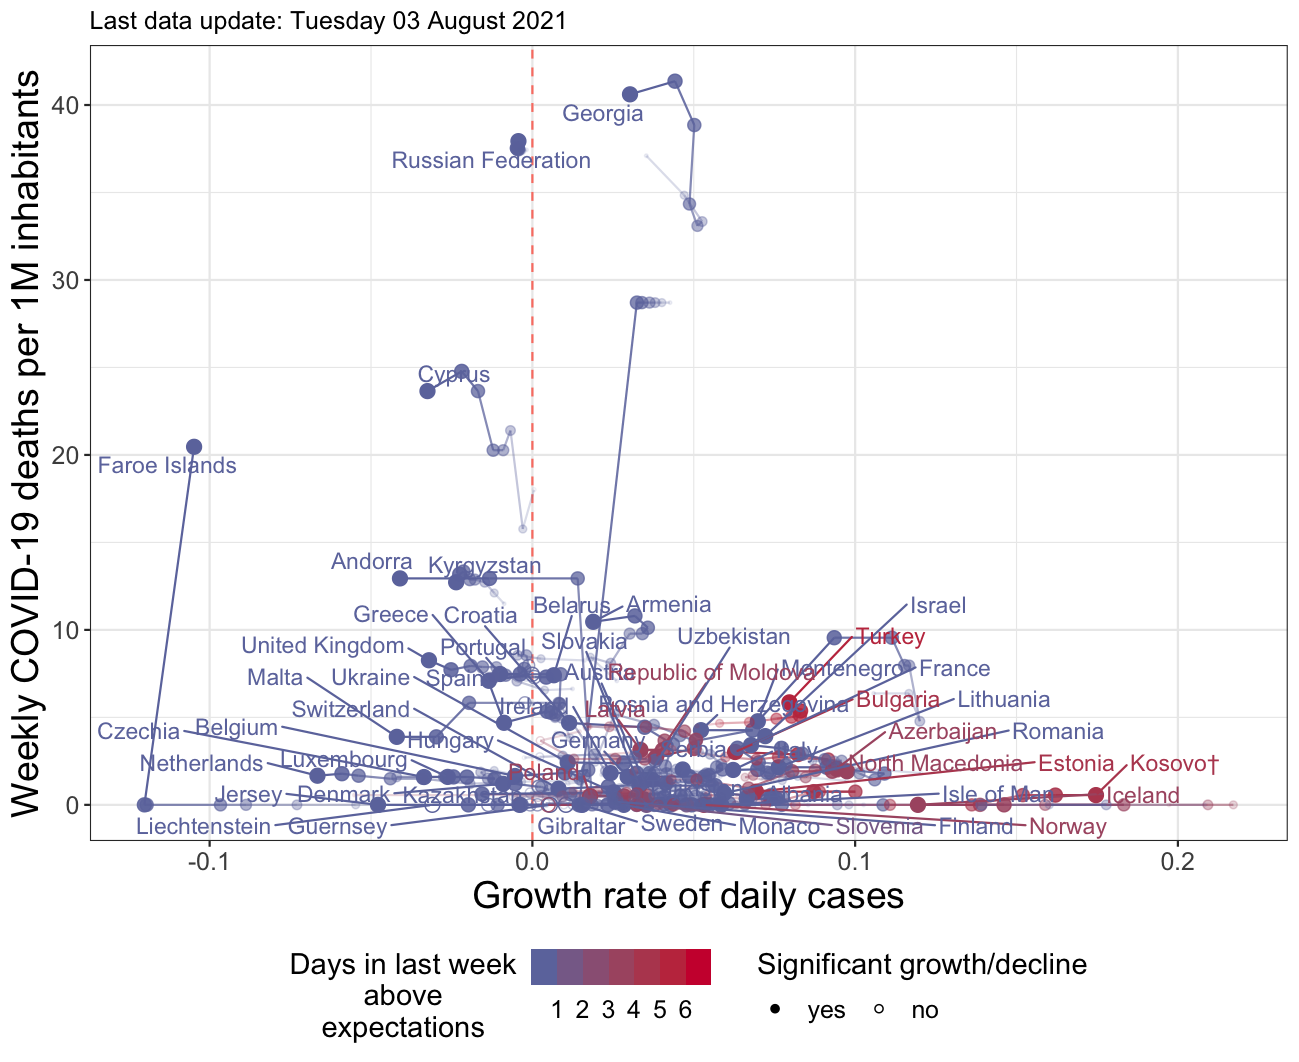 Last data update: Tuesday 03 August 2021
Weekly COVID-19 deaths per 1M inhabitants
40
30
20
10
0
Georgia
Russian Federation
Cyprus
Faroe Islands
Andorra
Kyrgyzstan
Belarus
Armenia
Israel
Greece
Croatia
United Kingdom
Portugal
Slovakia
Uzbekistan
Turkey
Malta
Ukraine
Spain
Austria
Republic of Moldova
Montenegro
France
Switzerland
Ireland
Latvia
Bosnia and Herzegovina
Bulgaria
Lithuania
Czechia
Belgium
Hungary
Germany
Serbia
Italy
Azerbaijan
Romania
Netherlands
Luxembourg
Poland
North Macedonia
Estonia
Kosovo†
Jersey
Denmark
Kazakhstan
Albania
Isle of Man
Iceland
Liechtenstein
Guernsey
Gibraltar
Sweden
Monaco
Slovenia
Finland
Norway
-0.1
0.0
0.1
0.2
Growth rate of daily cases
Days in last week
above
expectations
1 2 3 4 5 6
Significant growth/decline
yes
no